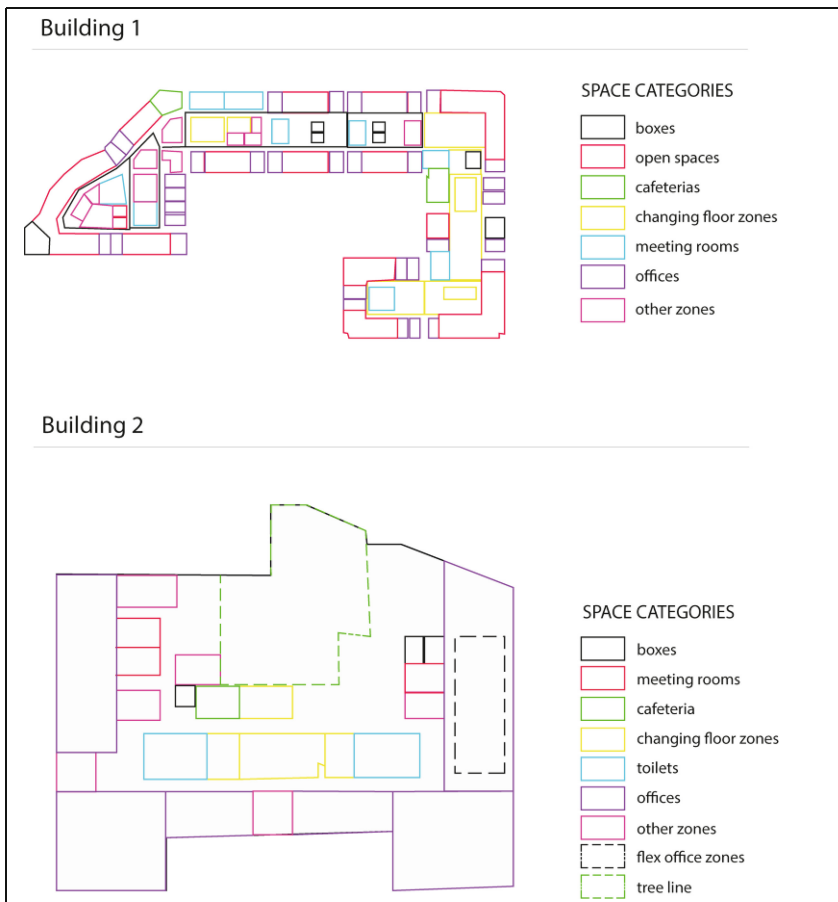 Building 1
SPACE CATEGORIES
boxes
open spaces
cafeterias
changing floor zones
meeting rooms
offices
other zones
Building 2
SPACE CATEGORIES
boxes
meeting rooms
cafeteria
changing floor zones
toilets
offices
other zones
flex office zones
tree line